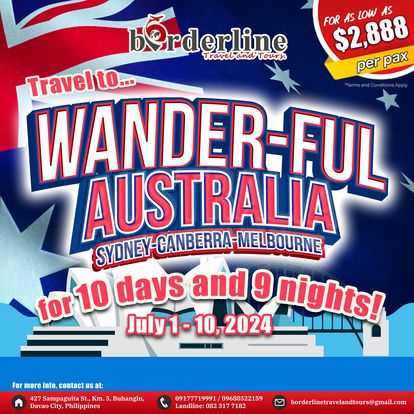 borderline
Travel and Tours
FOR AS LOW AS
$2,888
per pax
*Terms and Conditions Apply
Travel to...
WANDER-FUL
AUSTRALIA
SYDNEY-CANBERRA-MELBOURNE
for 10 days and 9 nights!
July 1 - 10, 2024
For more info, contact us at:
427 Sampaguita St., Km. 5, Buhangin,
Davao City, Philippines
09177719991 / 09688522159
Landline: 082 317 7182
borderlinetravelandtours@gmail.com